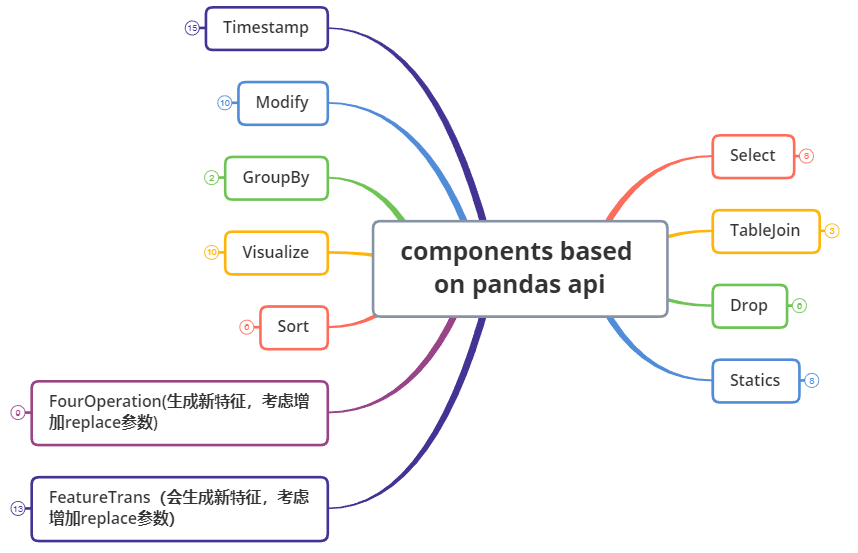 components based
on pandas api
Timestamp
15
Modify
10
GroupBy
2
Visualize
10
Sort
6
FourOperation(生成新特征，考虑增
加replace参数)
9
FeatureTrans（会生成新特征，考虑
增加replace参数)
13
Select
8
TableJoin
3
Drop
6
Statics
8